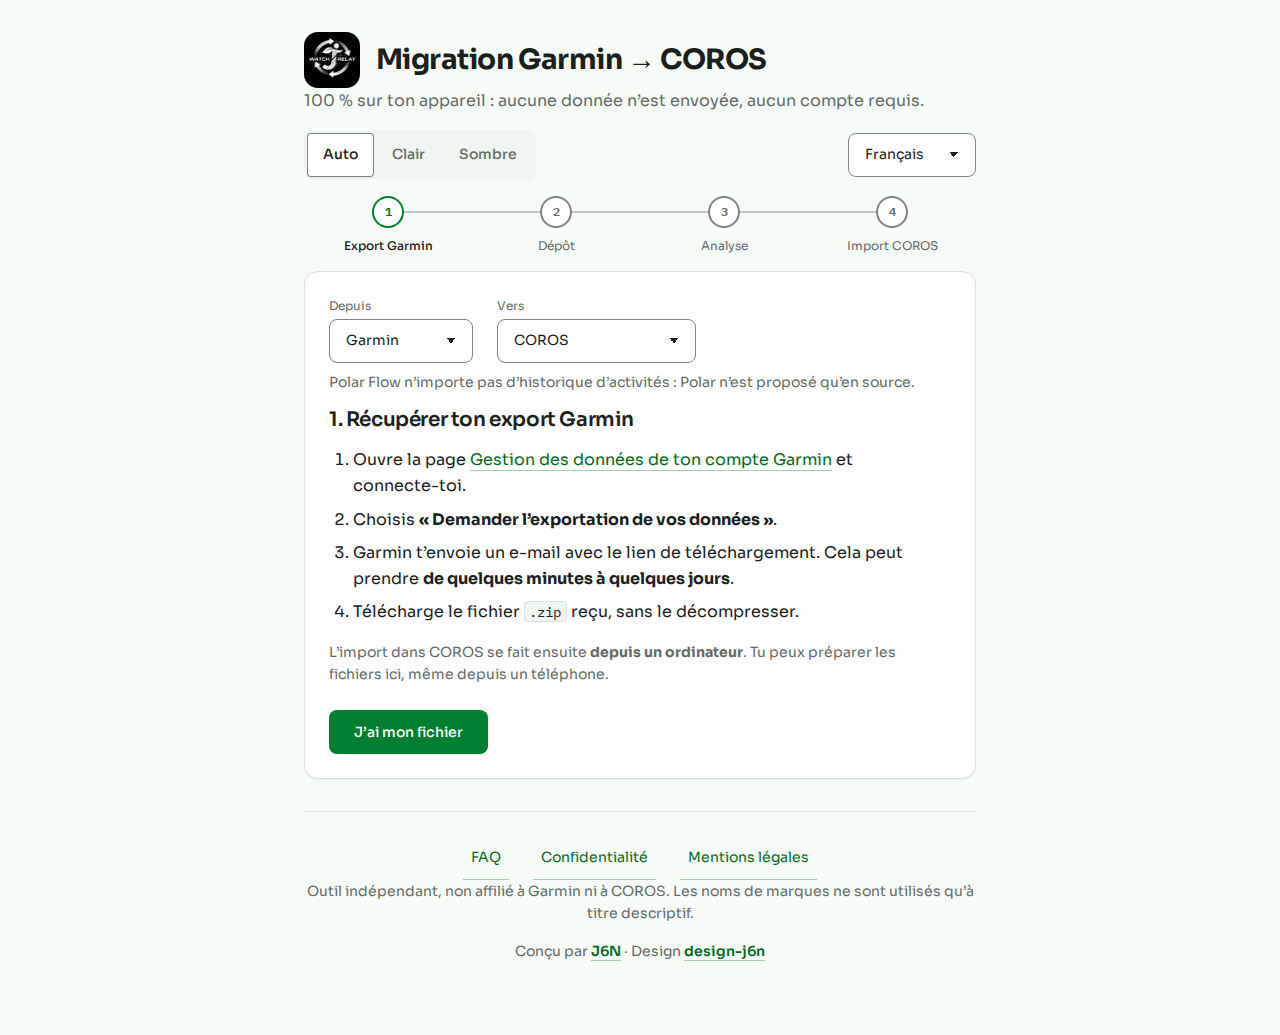 WATCH RELAY
Migration Garmin → COROS
100 % sur ton appareil : aucune donnée n’est envoyée, aucun compte requis.
Auto Clair Sombre Français
1 2 3 4
Export Garmin Dépôt Analyse Import COROS
Depuis Vers
Garmin COROS
Polar Flow n’importe pas d’historique d’activités : Polar n’est proposé qu’en source.
1. Récupérer ton export Garmin
1. Ouvre la page Gestion des données de ton compte Garmin et
connecte-toi.
2. Choisis « Demander l’exportation de vos données ».
3. Garmin t’envoie un e-mail avec le lien de téléchargement. Cela peut
prendre de quelques minutes à quelques jours.
4. Télécharge le fichier .zip reçu, sans le décompresser.
L’import dans COROS se fait ensuite depuis un ordinateur. Tu peux préparer les
fichiers ici, même depuis un téléphone.
J’ai mon fichier
FAQ Confidentialité Mentions légales
Outil indépendant, non affilié à Garmin ni à COROS. Les noms de marques ne sont utilisés qu’à
titre descriptif.
Conçu par J6N · Design design-j6n